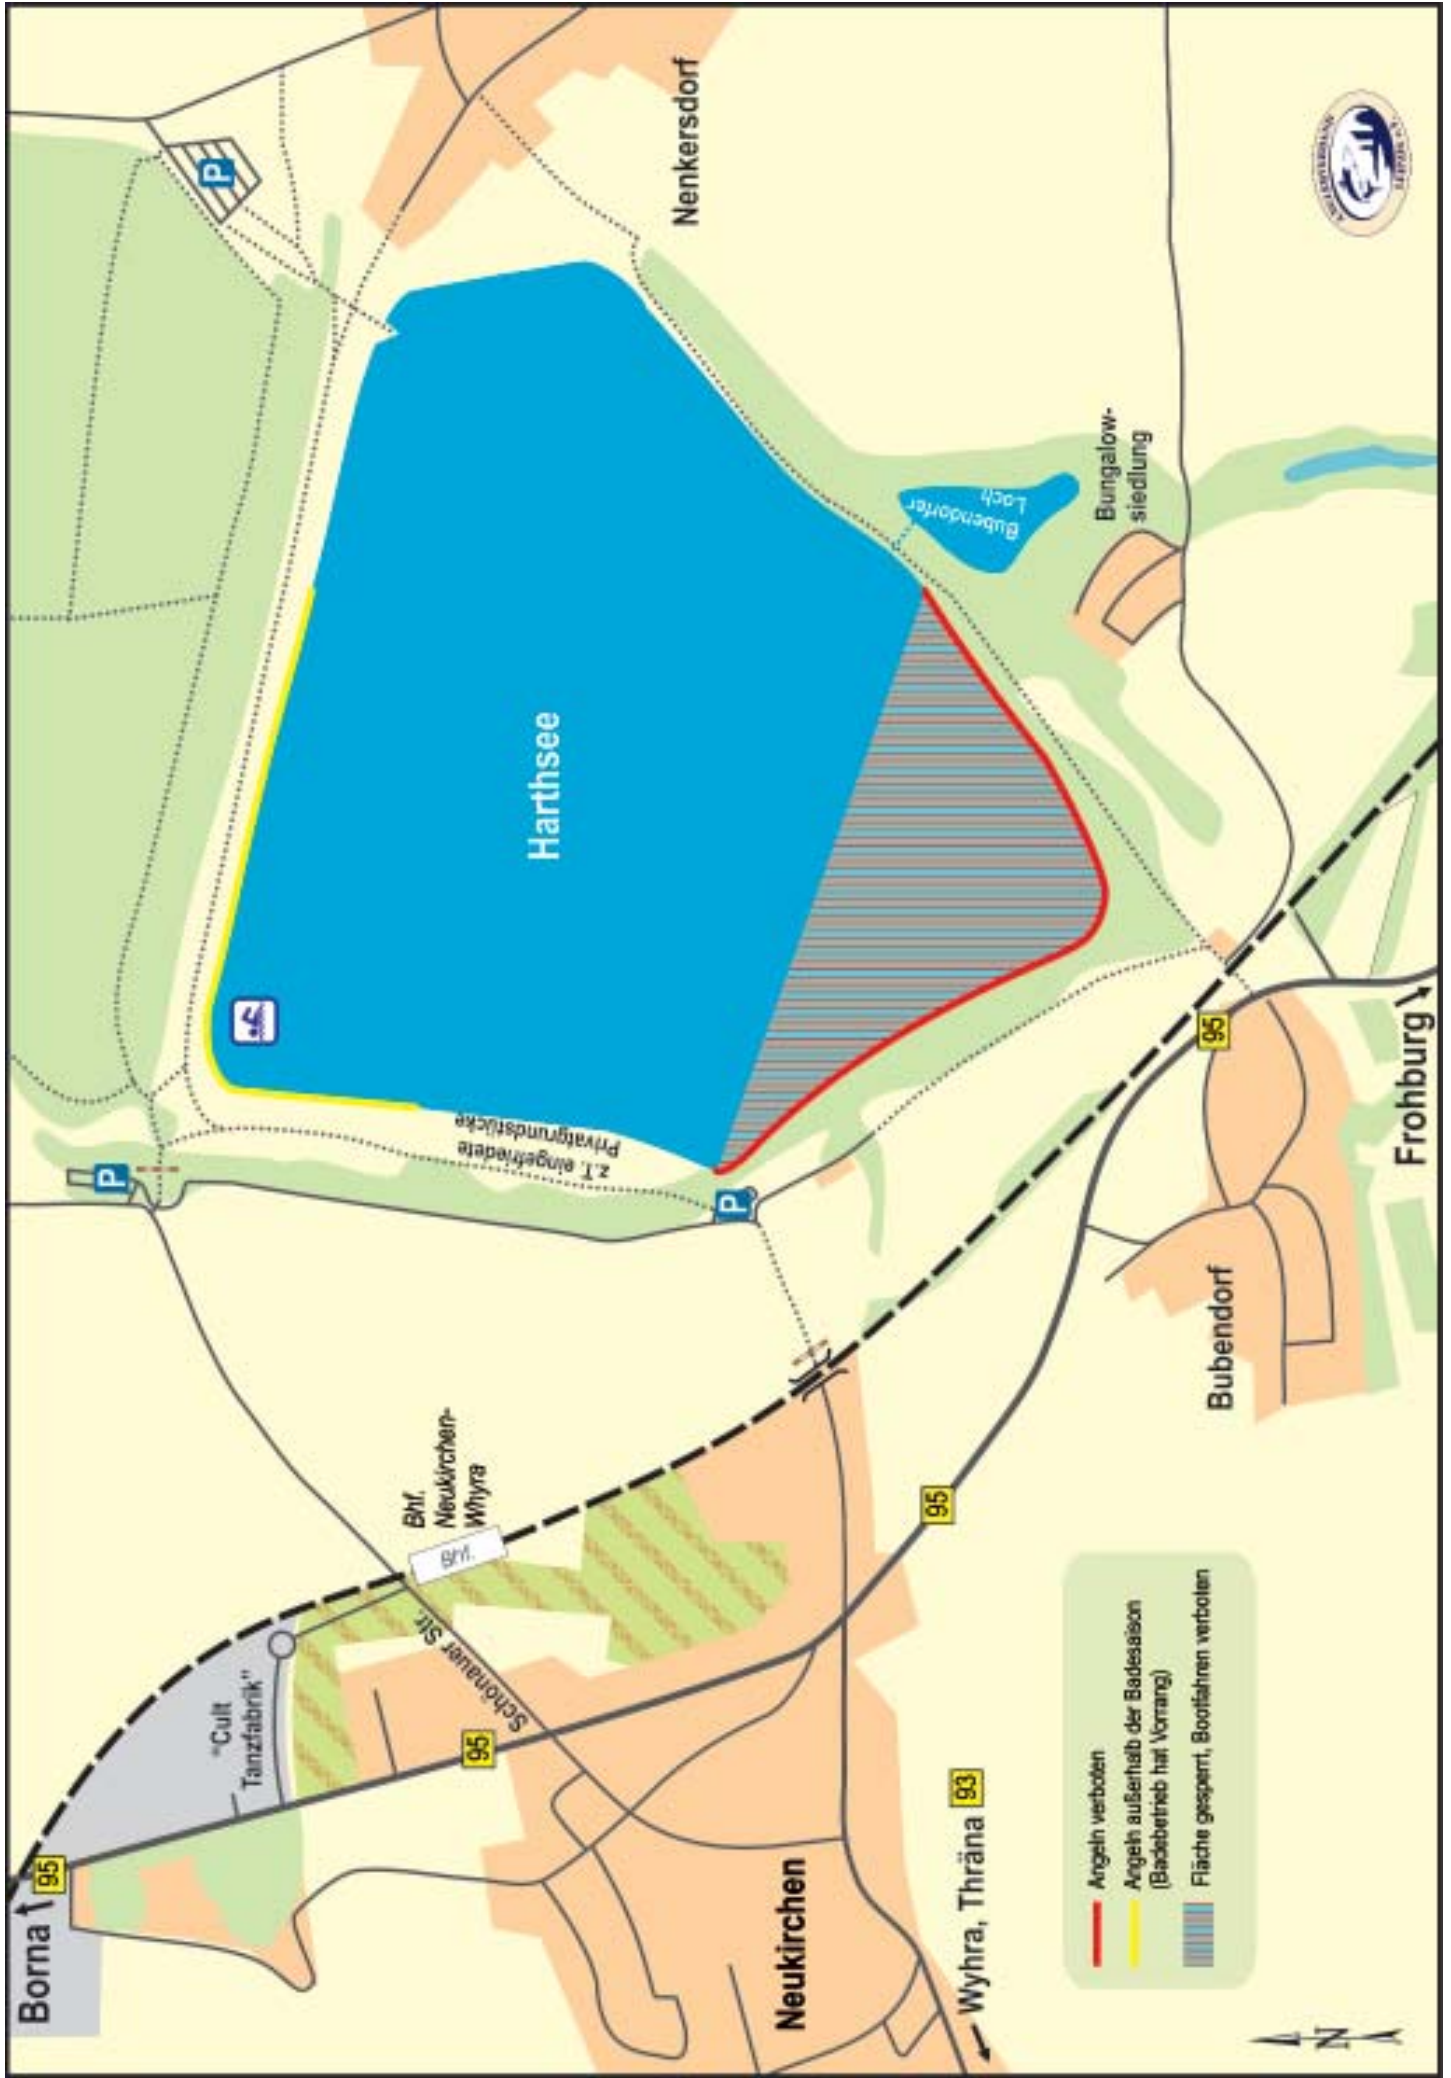 Borna
95
"Cult
Tanzfabrik"
Schönauer Str.
95
Bhf.
Bhf.
Neukirchen-
Whyra
P
z.T. eingefriedete
Privatgrundstücke
P
Harthsee
P
Nenkersdorf
Bubendorfer
Loch
Bungalow-
siedlung
95
95
Neukirchen
Wyhra, Thräna
93
Bubendorf
Frohburg
Angeln verboten
Angeln außerhalb der Badesaison
(Badebetrieb hat Vorrang)
Fläche gesperrt, Bootfahren verboten
N